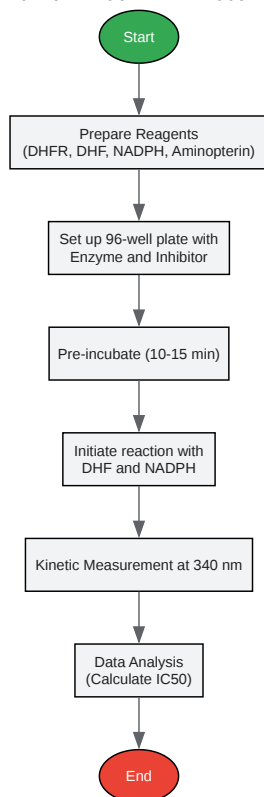 Start
Prepare Reagents
(DHFR, DHF, NADPH, Aminopterin)
Set up 96-well plate with
Enzyme and Inhibitor
Pre-incubate (10-15 min)
Initiate reaction with
DHF and NADPH
Kinetic Measurement at 340 nm
Data Analysis
(Calculate IC50)
End